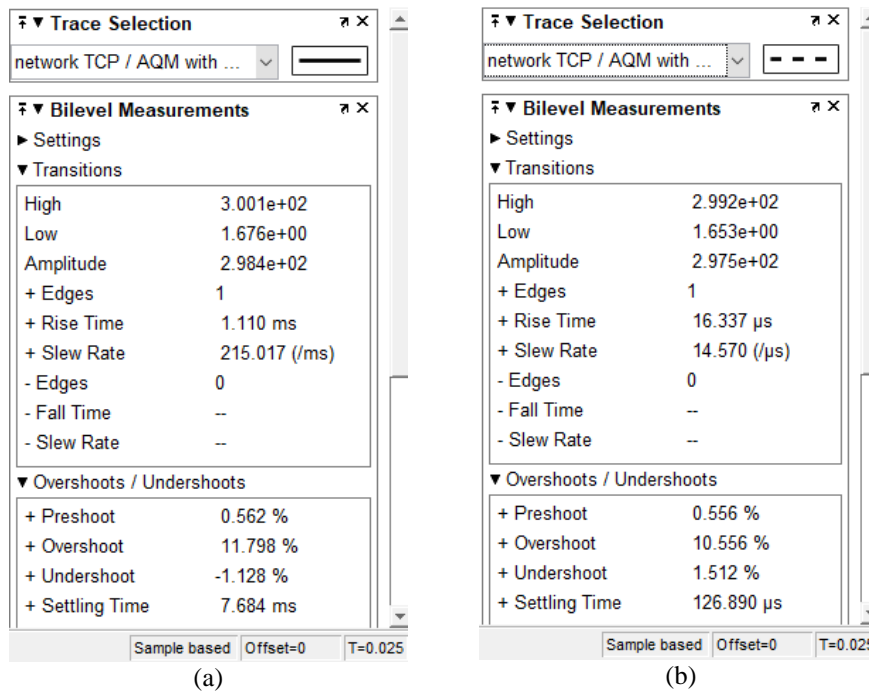 Trace Selection
network TCP / AQM with ...
Bilevel Measurements
Settings
Transitions
High 3.001e+02
Low 1.676e+00
Amplitude 2.984e+02
+ Edges 1
+ Rise Time 1.110 ms
+ Slew Rate 215.017 (/ms)
- Edges 0
- Fall Time --
- Slew Rate --
Overshoots / Undershoots
+ Preshoot 0.562 %
+ Overshoot 11.798 %
+ Undershoot -1.128 %
+ Settling Time 7.684 ms
Sample based Offset=0 T=0.025
(a)
Trace Selection
network TCP / AQM with ...
Bilevel Measurements
Settings
Transitions
High 2.992e+02
Low 1.653e+00
Amplitude 2.975e+02
+ Edges 1
+ Rise Time 16.337 µs
+ Slew Rate 14.570 (/µs)
- Edges 0
- Fall Time --
- Slew Rate --
Overshoots / Undershoots
+ Preshoot 0.556 %
+ Overshoot 10.556 %
+ Undershoot 1.512 %
+ Settling Time 126.890 µs
Sample based Offset=0 T=0.025
(b)